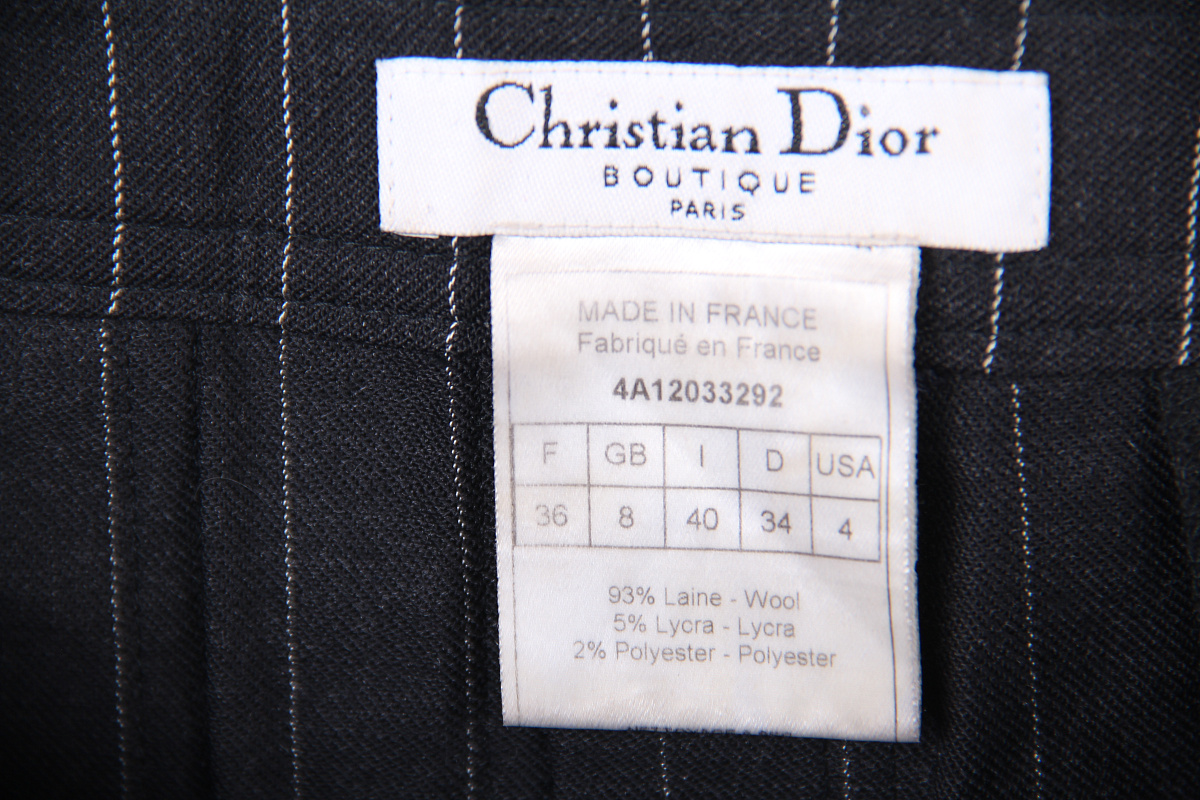 Christian Dior
BOUTIQUE
PARIS
MADE IN FRANCE
Fabriqué en France
4A12033292
F GB I D USA
36 8 40 34 4
93% Laine - Wool
5% Lycra - Lycra
2% Polyester - Polyester